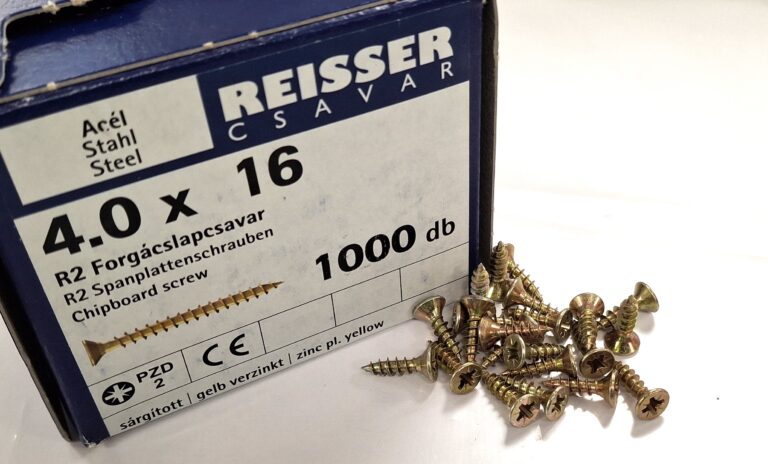 REISSER
CSAVAR
Acél
Stahl
Steel
4.0 x 16
R2 Forgácslapcsavar
R2 Spanplattenschrauben
Chipboard screw
1000 db
PZD
2
CE
sárgított | gelb verzinkt | zinc pl. yellow